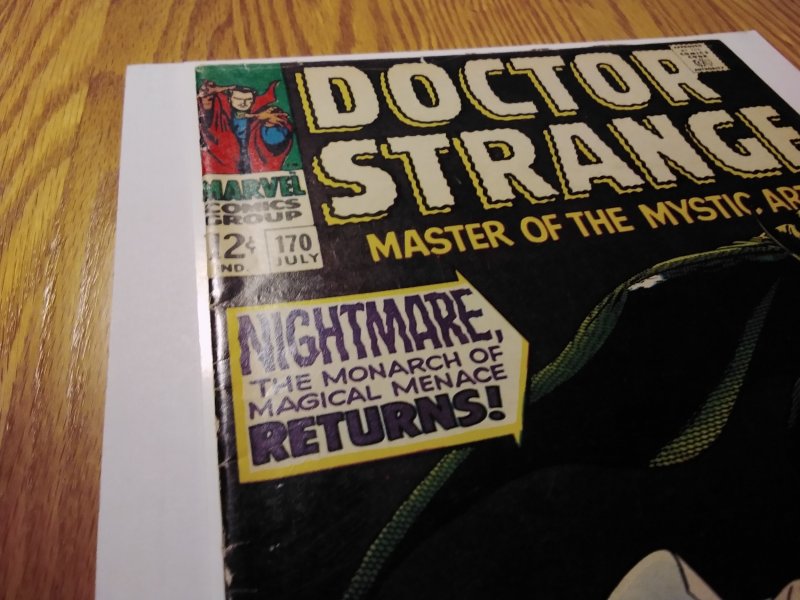 DOCTOR
STRANGE
MASTER OF THE MYSTIC
MARVEL
COMICS
GROUP
12¢ 170
IND. JULY
NIGHTMARE,
THE MONARCH OF
MAGICAL MENACE
RETURNS!